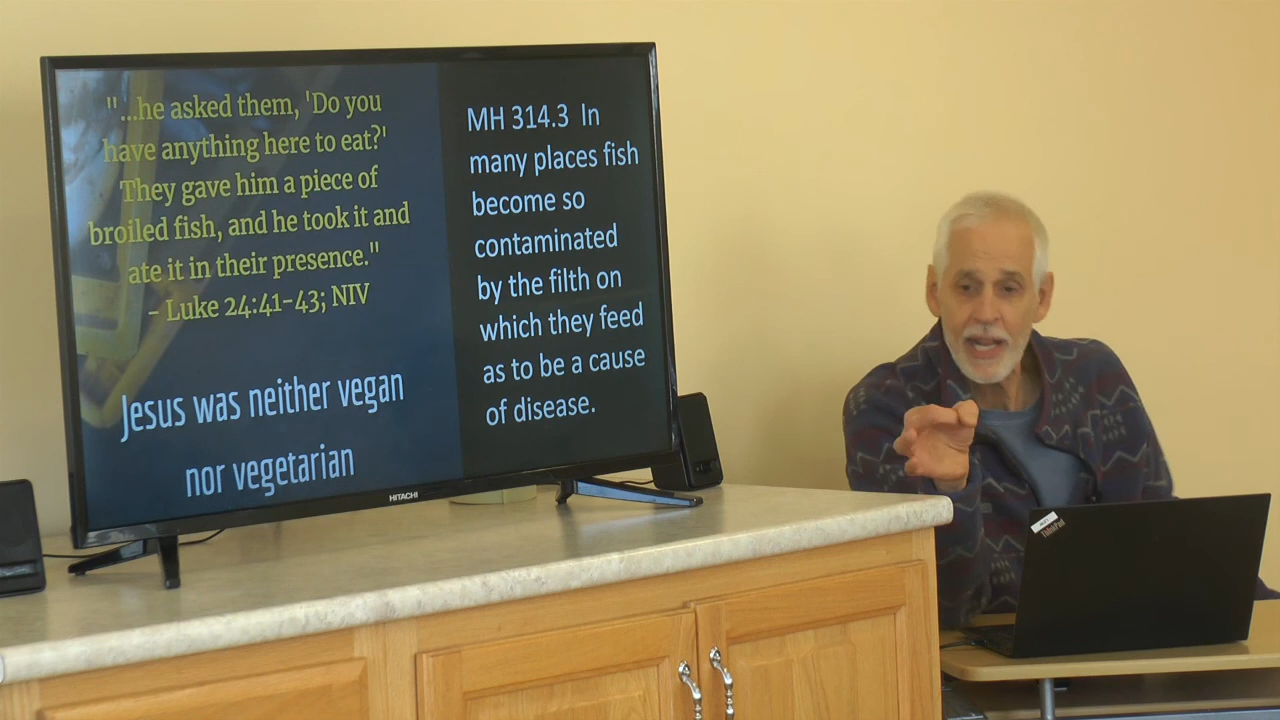 "...he asked them, 'Do you
have anything here to eat?'
They gave him a piece of
broiled fish, and he took it and
ate it in their presence."
- Luke 24:41-43; NIV
Jesus was neither vegan
nor vegetarian
MH 314.3 In
many places fish
become so
contaminated
by the filth on
which they feed
as to be a cause
of disease.
HITACHI
ThinkPad